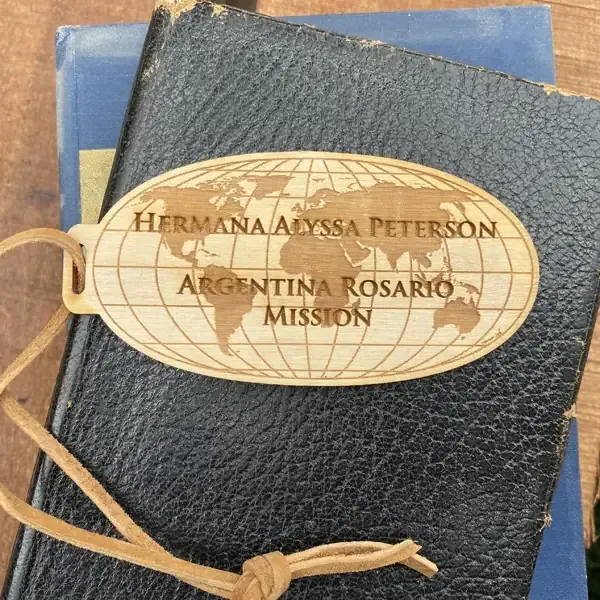 HERMANA ALYSSA PETERSON
ARGENTINA ROSARIO
MISSION